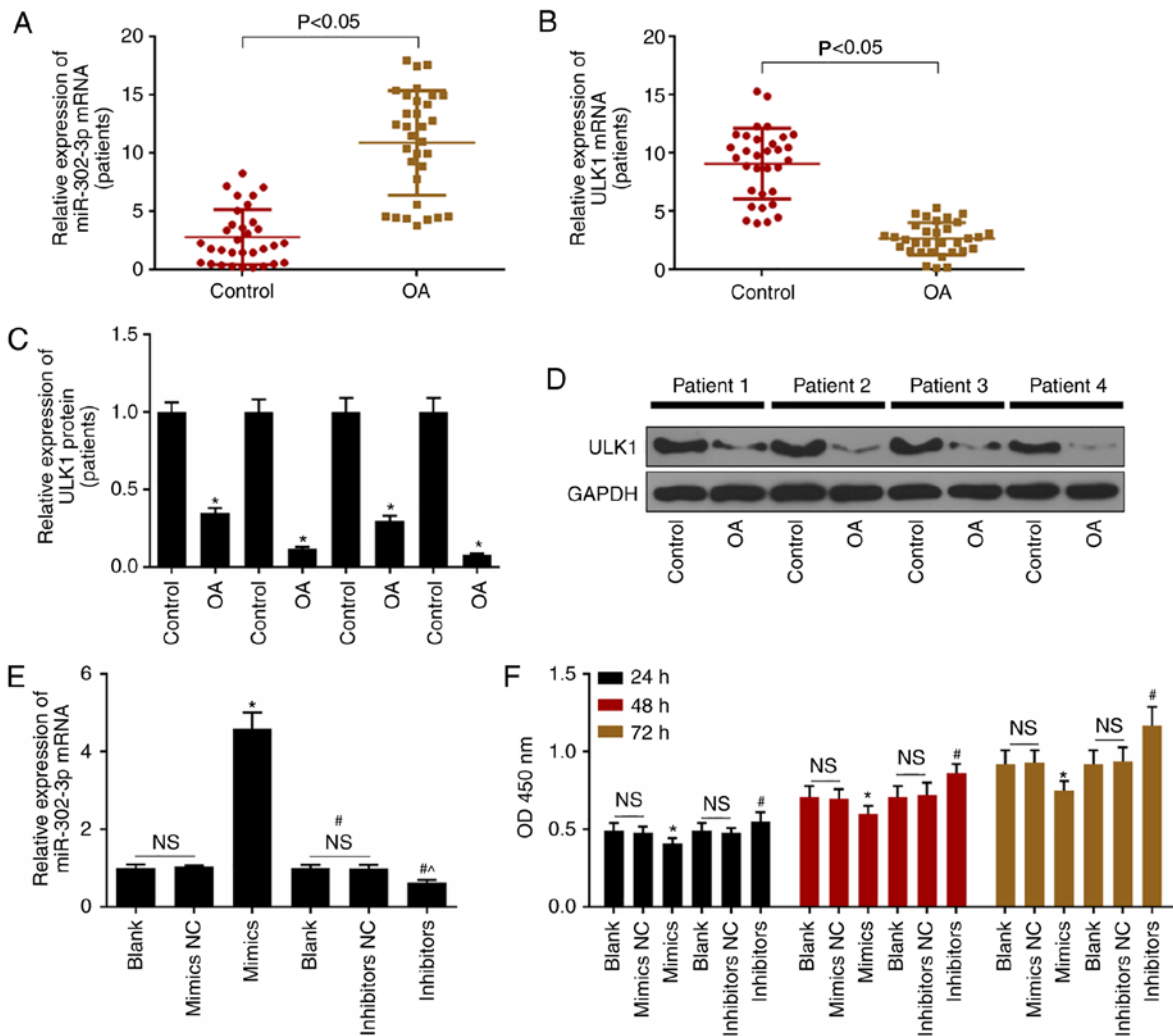 A
Relative expression of
miR-302-3p mRNA
(patients)
20
15
10
5
0
P<0.05
Control
OA
B
Relative expression of
ULK1 mRNA
(patients)
20
15
10
5
0
P<0.05
Control
OA
C
Relative expression of
ULK1 protein
(patients)
1.5
1.0
0.5
0.0
*
*
*
*
Control
OA
Control
OA
Control
OA
Control
OA
D
Patient 1
Patient 2
Patient 3
Patient 4
ULK1
GAPDH
Control
OA
Control
OA
Control
OA
Control
OA
E
Relative expression of
miR-302-3p mRNA
6
4
2
0
NS
*
#
NS
#^
Blank
Mimics NC
Mimics
Blank
Inhibitors NC
Inhibitors
F
OD 450 nm
1.5
1.0
0.5
0.0
24 h
48 h
72 h
NS
*
NS
#
NS
*
NS
#
NS
*
NS
#
Blank
Mimics NC
Mimics
Blank
Inhibitors NC
Inhibitors
Blank
Mimics NC
Mimics
Blank
Inhibitors NC
Inhibitors
Blank
Mimics NC
Mimics
Blank
Inhibitors NC
Inhibitors